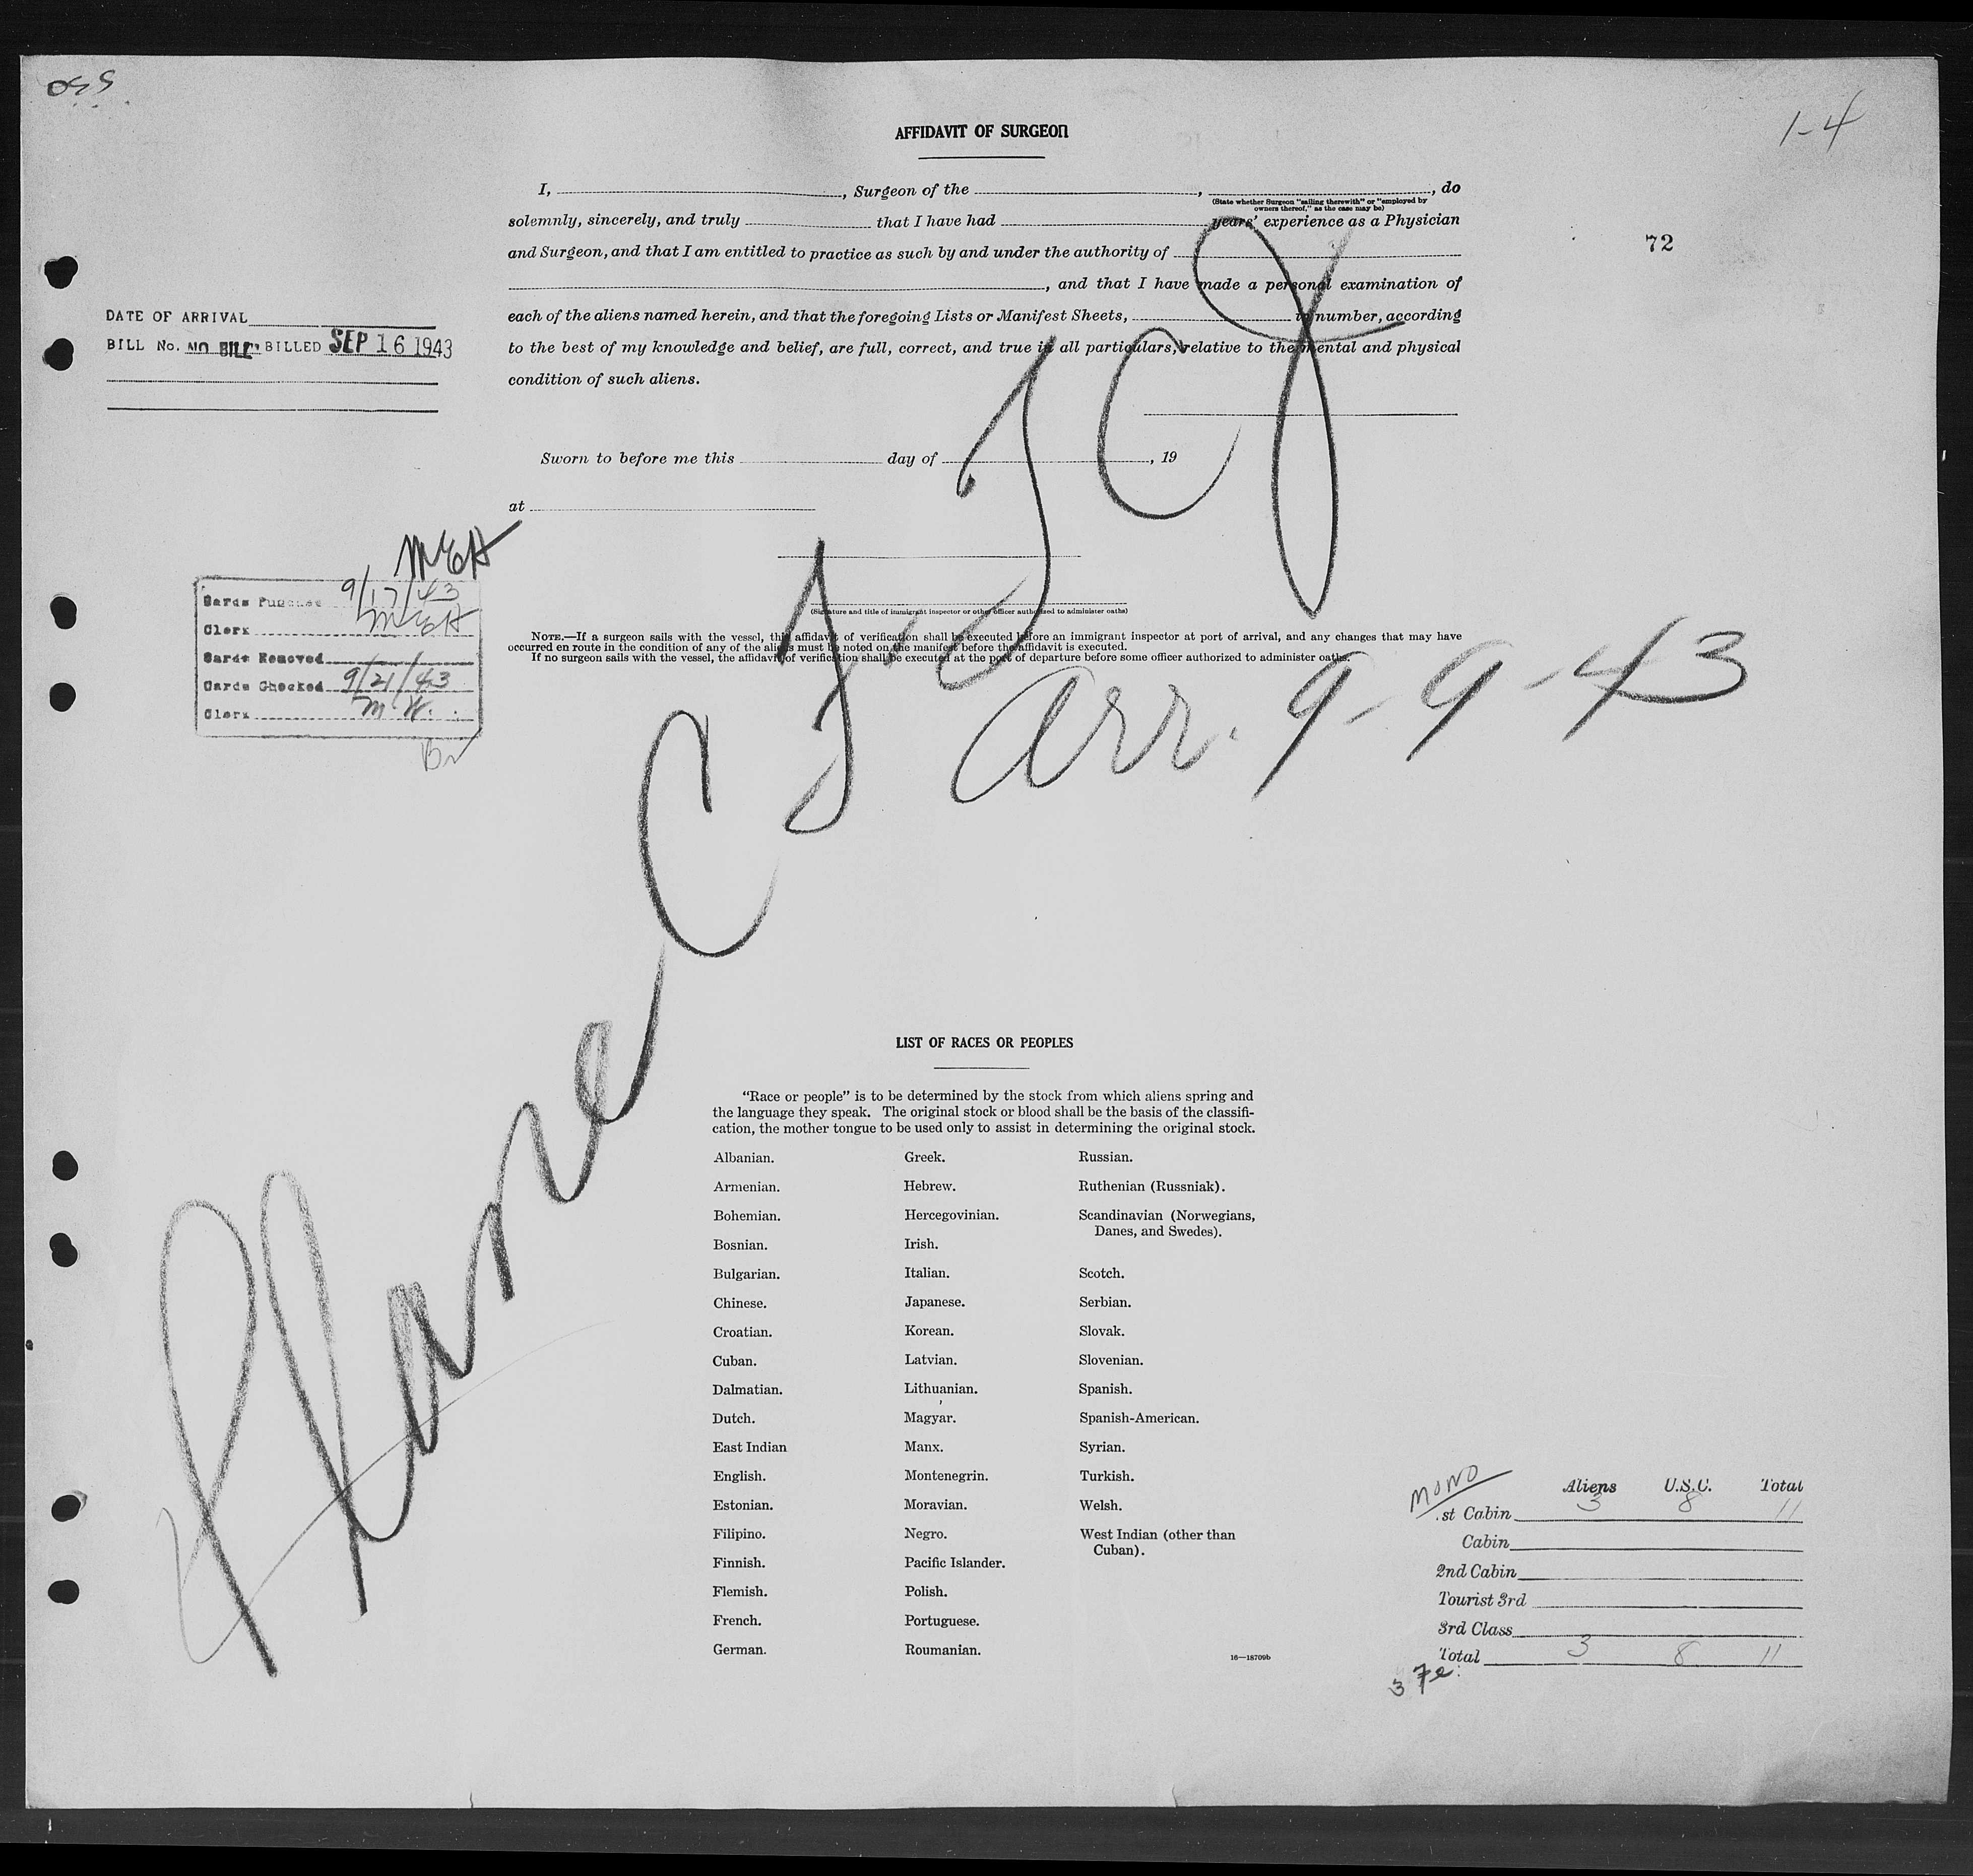 1-4
AFFIDAVIT OF SURGEON
I, , Surgeon of the , , do
(State whether Surgeon "sailing therewith" or "employed by
owners thereof," as the case may be)
solemnly, sincerely, and truly that I have had years' experience as a Physician
and Surgeon, and that I am entitled to practice as such by and under the authority of
, and that I have made a personal examination of
each of the aliens named herein, and that the foregoing Lists or Manifest Sheets, in number, according
to the best of my knowledge and belief, are full, correct, and true in all particulars, relative to the mental and physical
condition of such aliens.
72
DATE OF ARRIVAL
BILL No. NO BILL BILLED SEP 16 1943
Sworn to before me this day of , 19
at
(Signature and title of immigrant inspector or other officer authorized to administer oaths)
NOTE.—If a surgeon sails with the vessel, this affidavit of verification shall be executed before an immigrant inspector at port of arrival, and any changes that may have
occurred en route in the condition of any of the aliens must be noted on the manifest before the affidavit is executed.
If no surgeon sails with the vessel, the affidavit of verification shall be executed at the port of departure before some officer authorized to administer oaths.
MEH
Cards Punched 9/17/43
Clerk MEH
Cards Removed
Cards Checked 9/21/43
Clerk M.W.
Plane
arr. 9-9-43
LIST OF RACES OR PEOPLES
"Race or people" is to be determined by the stock from which aliens spring and
the language they speak. The original stock or blood shall be the basis of the classifi-
cation, the mother tongue to be used only to assist in determining the original stock.
Albanian. Greek. Russian.
Armenian. Hebrew. Ruthenian (Russniak).
Bohemian. Hercegovinian. Scandinavian (Norwegians,
Danes, and Swedes).
Bosnian. Irish.
Bulgarian. Italian. Scotch.
Chinese. Japanese. Serbian.
Croatian. Korean. Slovak.
Cuban. Latvian. Slovenian.
Dalmatian. Lithuanian. Spanish.
Dutch. Magyar. Spanish-American.
East Indian Manx. Syrian.
English. Montenegrin. Turkish.
Estonian. Moravian. Welsh.
Filipino. Negro. West Indian (other than
Cuban).
Finnish. Pacific Islander.
Flemish. Polish.
French. Portuguese.
German. Roumanian.
16—18709b
MONO
Aliens U.S.C. Total
1st Cabin 3 8 11
Cabin
2nd Cabin
Tourist 3rd
3rd Class
Total 3 8 11